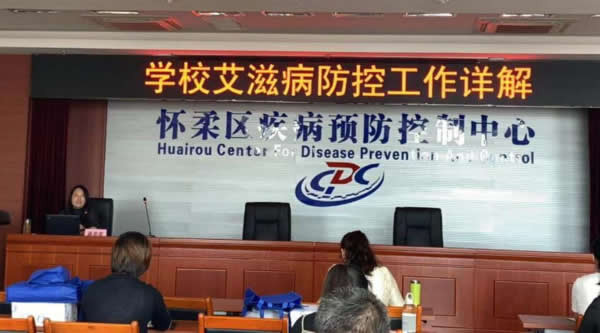 学校艾滋病防控工作详解
怀柔区疾病预防控制中心
Huairou Center For Disease Prevention And Control
CDC